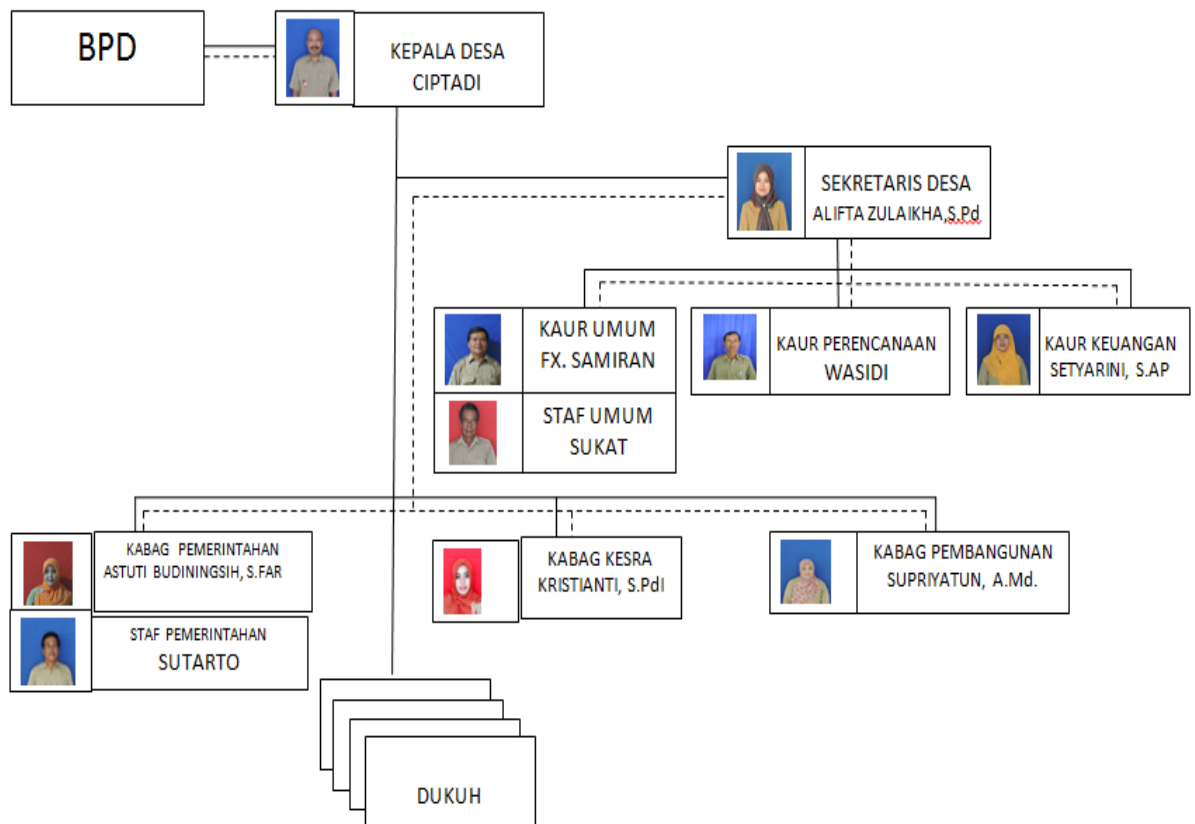 BPD
KEPALA DESA
CIPTADI
SEKRETARIS DESA
ALIFTA ZULAIKHA,S.Pd
KAUR UMUM
FX. SAMIRAN
KAUR PERENCANAAN
WASIDI
KAUR KEUANGAN
SETYARINI, S.AP
STAF UMUM
SUKAT
KABAG PEMERINTAHAN
ASTUTI BUDININGSIH, S.FAR
KABAG KESRA
KRISTIANTI, S.PdI
KABAG PEMBANGUNAN
SUPRIYATUN, A.Md.
STAF PEMERINTAHAN
SUTARTO
DUKUH